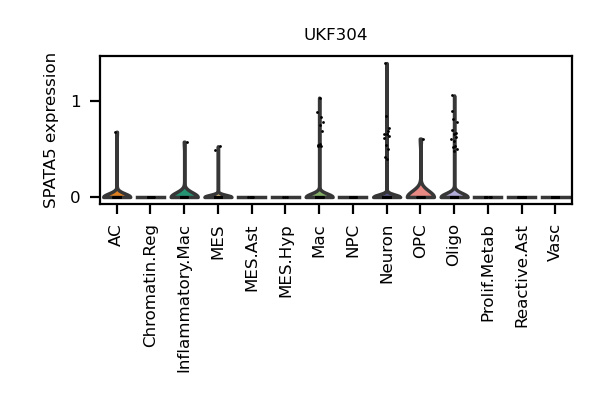 UKF304
SPATA5 expression
1
0
AC
Chromatin.Reg
Inflammatory.Mac
MES
MES.Ast
MES.Hyp
Mac
NPC
Neuron
OPC
Oligo
Prolif.Metab
Reactive.Ast
Vasc